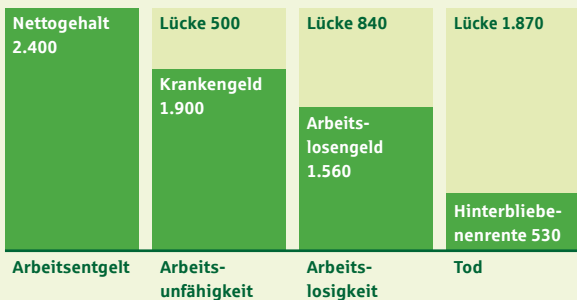 Nettogehalt
2.400
Lücke 500
Krankengeld
1.900
Lücke 840
Arbeits-
losengeld
1.560
Lücke 1.870
Hinterbliebe-
nenrente 530
Arbeitsentgelt
Arbeits-
unfähigkeit
Arbeits-
losigkeit
Tod